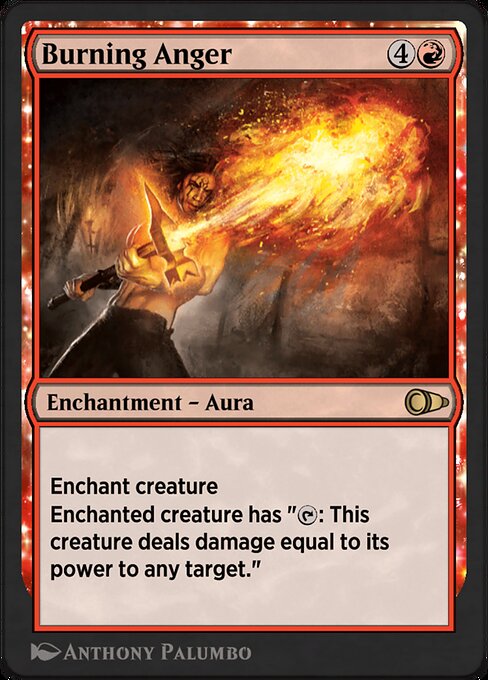 Burning Anger 4
Enchantment – Aura
Enchant creature
Enchanted creature has ": This
creature deals damage equal to its
power to any target."
Anthony Palumbo